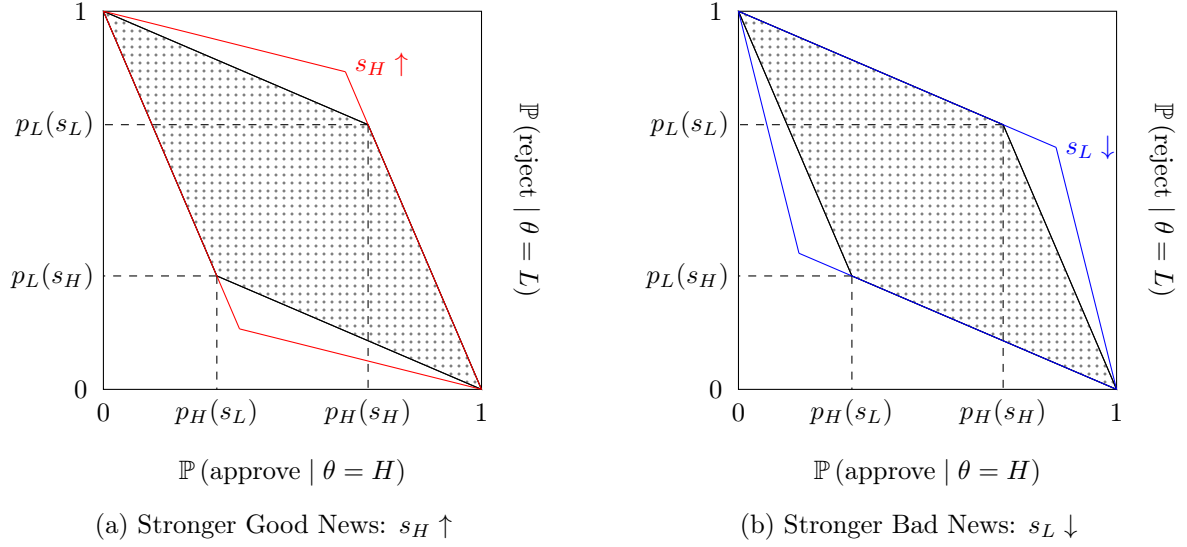 1
s_H ↑
p_L(s_L)
p_L(s_H)
0
0
p_H(s_L)
p_H(s_H)
1
ℙ (approve | θ = H)
ℙ (reject | θ = L)
(a) Stronger Good News: s_H ↑
1
p_L(s_L)
s_L ↓
p_L(s_H)
0
0
p_H(s_L)
p_H(s_H)
1
ℙ (approve | θ = H)
ℙ (reject | θ = L)
(b) Stronger Bad News: s_L ↓